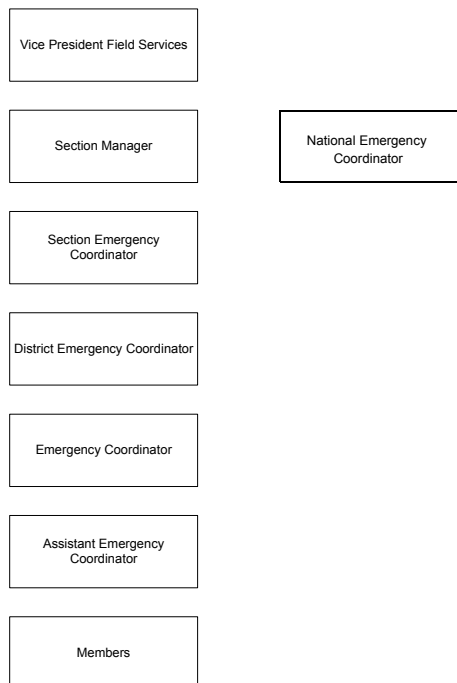 Vice President Field Services
Section Manager
National Emergency
Coordinator
Section Emergency
Coordinator
District Emergency Coordinator
Emergency Coordinator
Assistant Emergency
Coordinator
Members